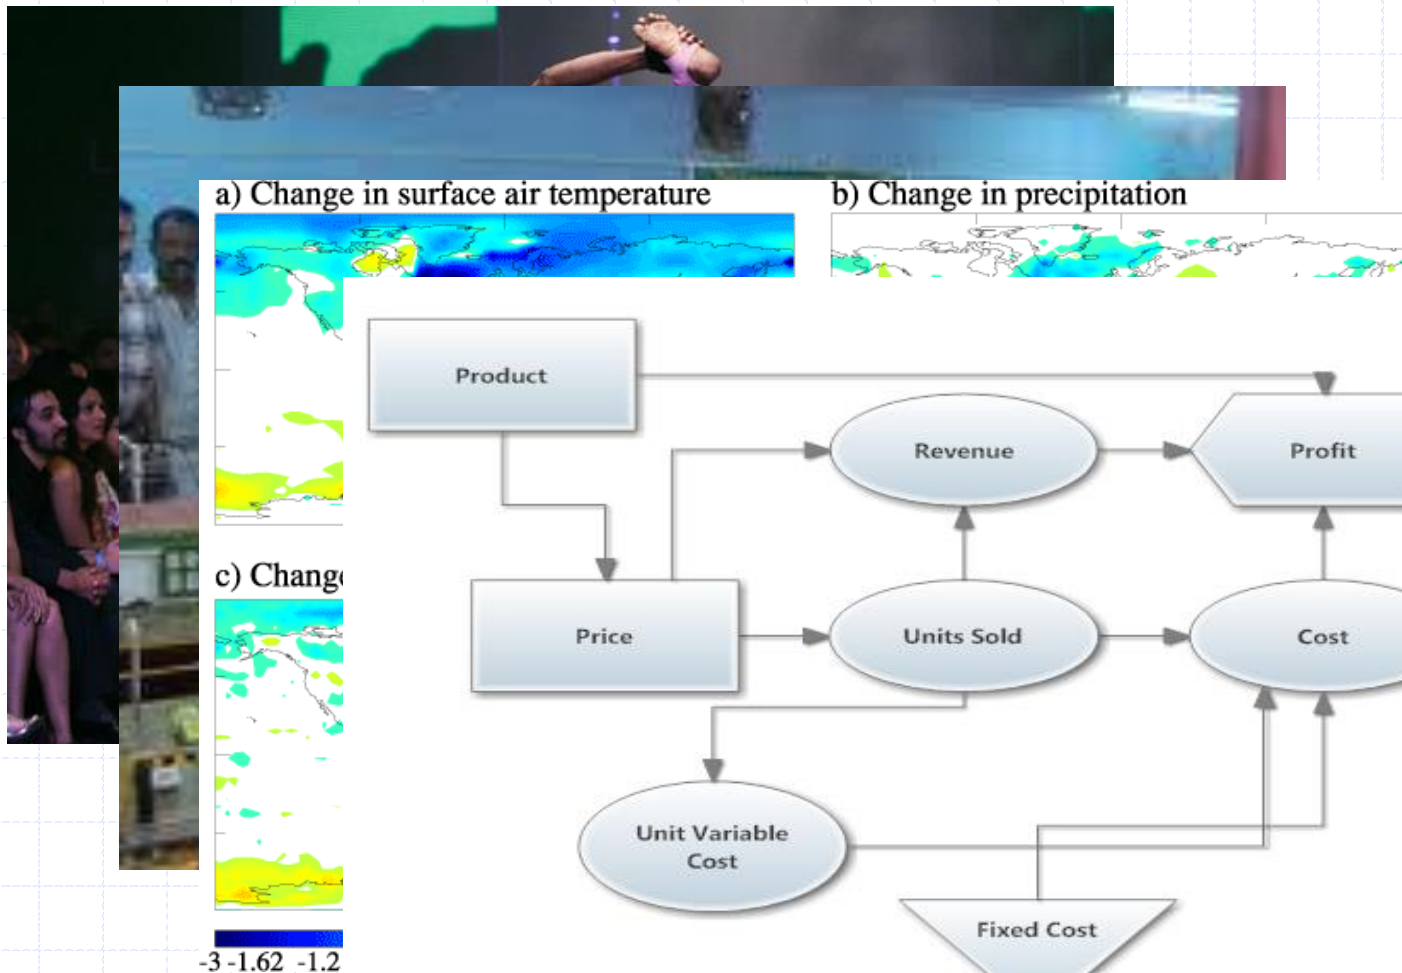 a) Change in surface air temperature
b) Change in precipitation
Product
Revenue
Profit
c) Change
Price
Units Sold
Cost
Unit Variable
Cost
Fixed Cost
-3 -1.62 -1.2